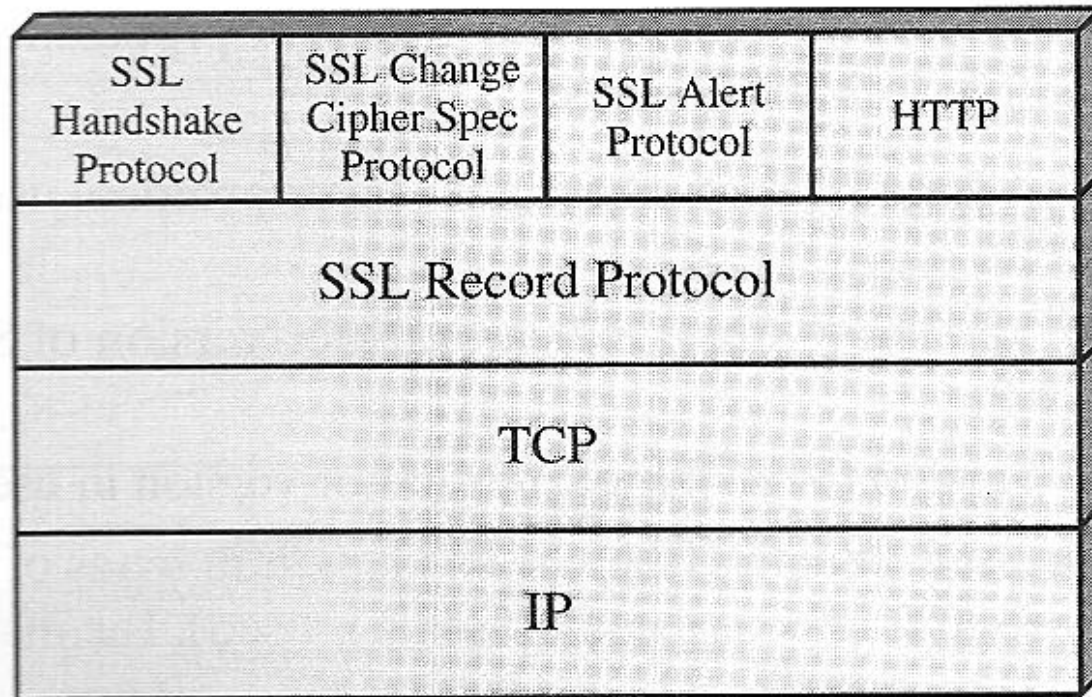 SSL
Handshake
Protocol
SSL Change
Cipher Spec
Protocol
SSL Alert
Protocol
HTTP
SSL Record Protocol
TCP
IP